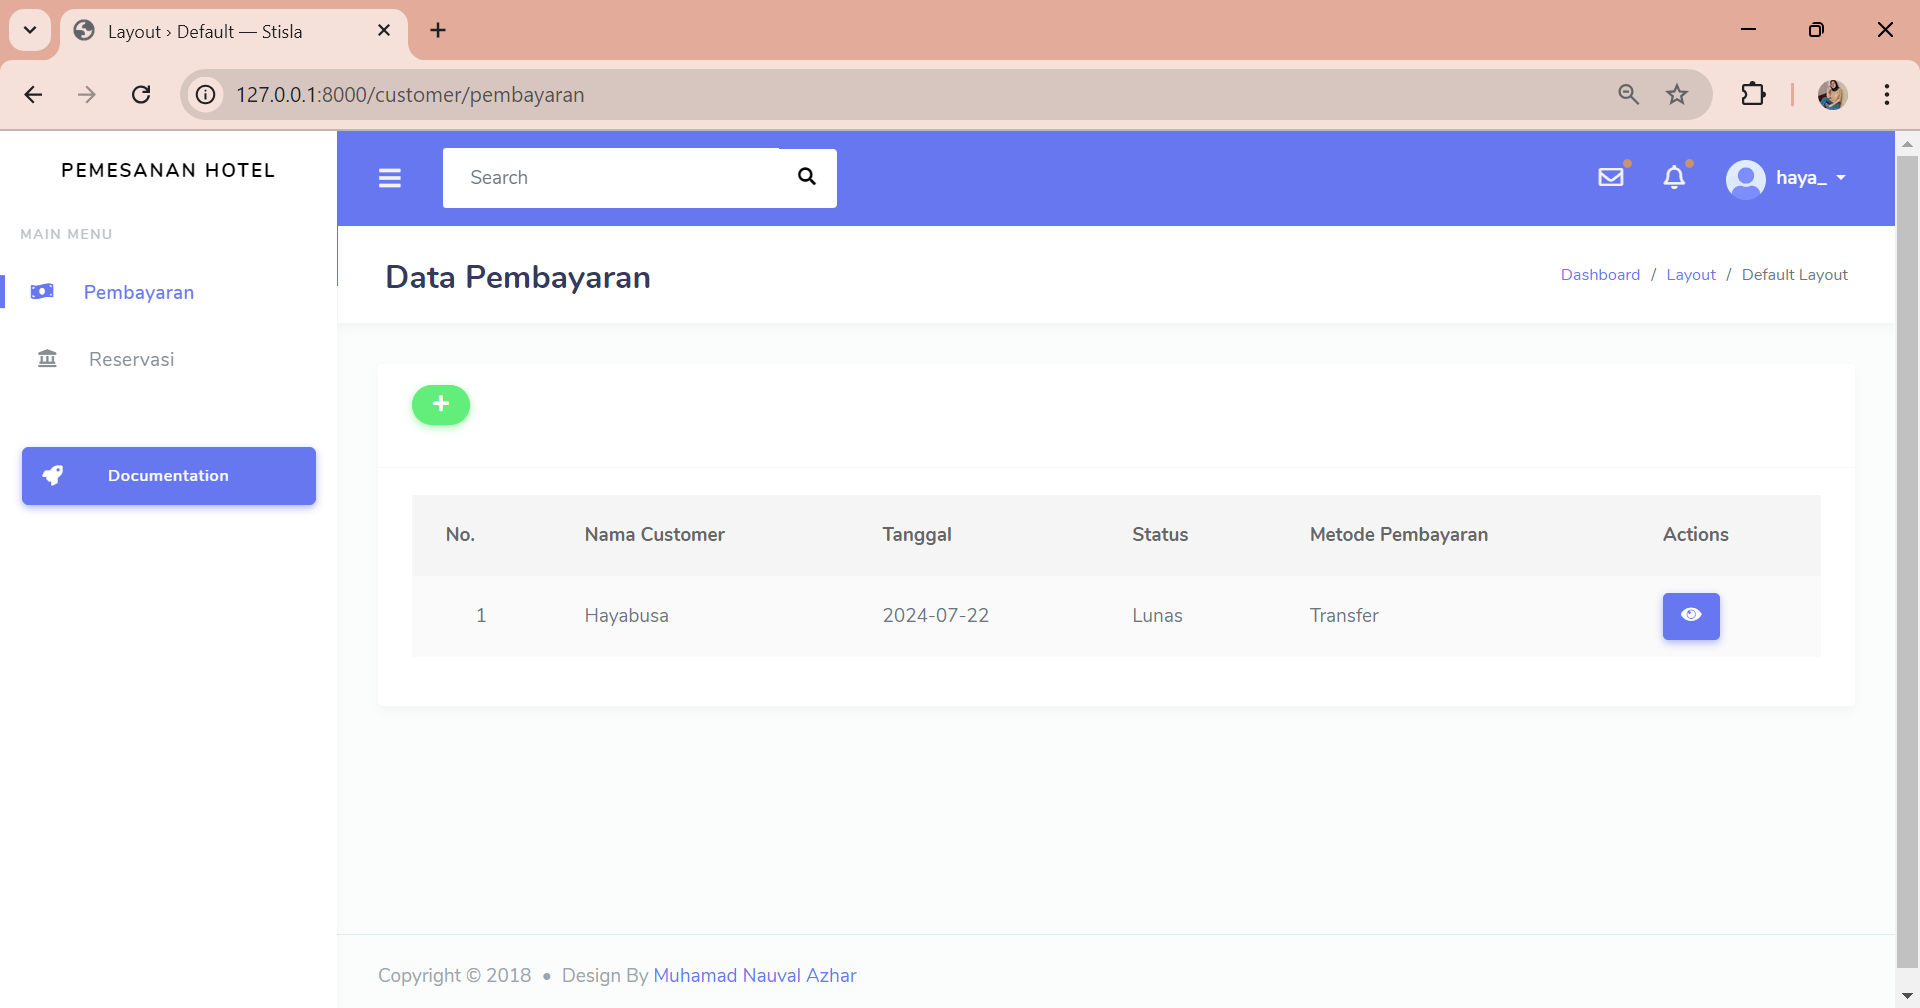 Layout › Default — Stisla
127.0.0.1:8000/customer/pembayaran
PEMESANAN HOTEL
Search
haya_
MAIN MENU
Pembayaran
Reservasi
Documentation
Data Pembayaran
Dashboard / Layout / Default Layout
No. Nama Customer Tanggal Status Metode Pembayaran Actions
1 Hayabusa 2024-07-22 Lunas Transfer
Copyright © 2018 • Design By Muhamad Nauval Azhar